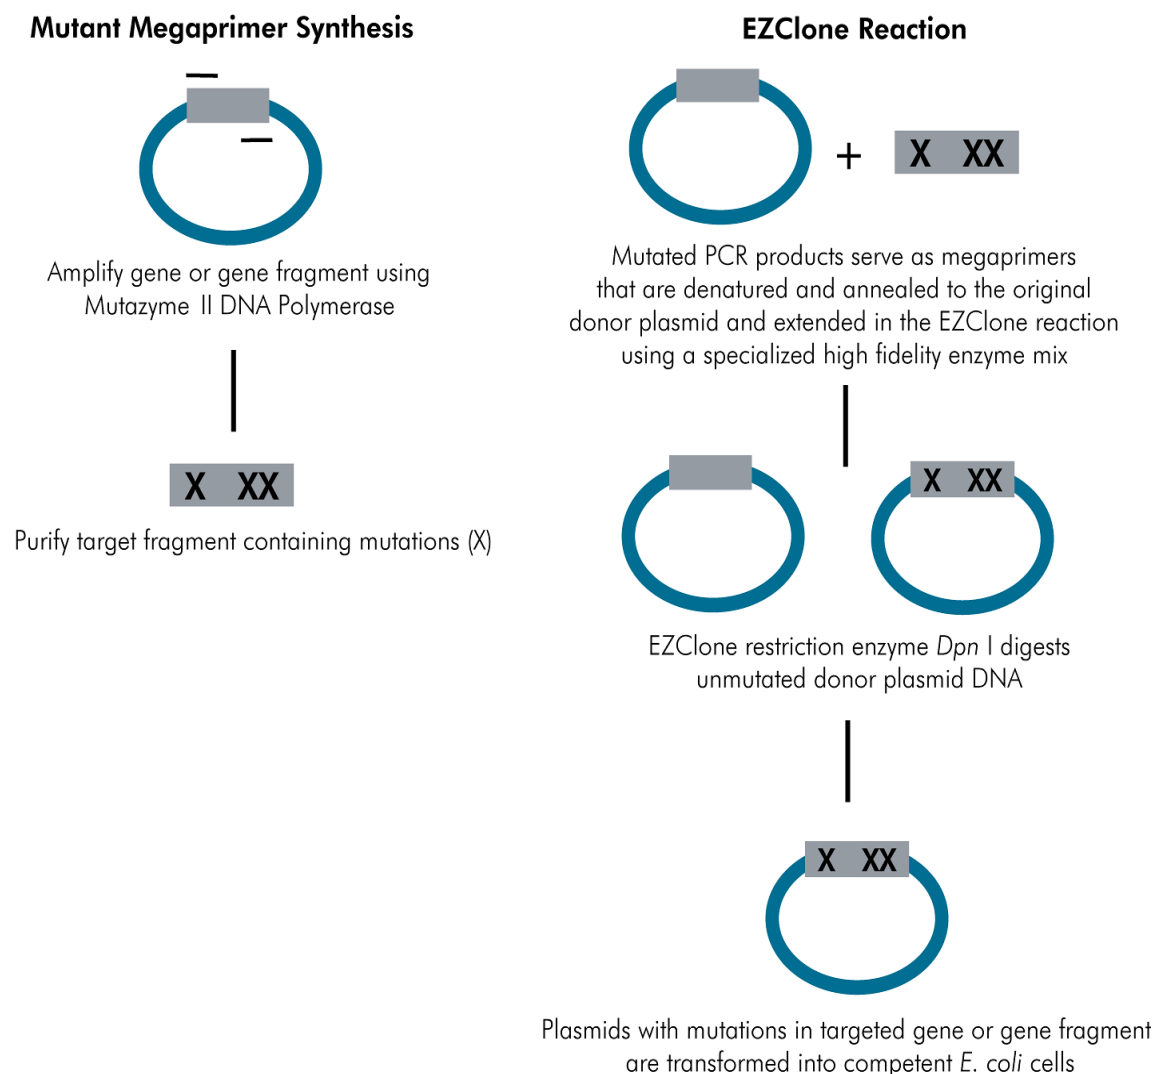 Mutant Megaprimer Synthesis
Amplify gene or gene fragment using
Mutazyme II DNA Polymerase
X XX
Purify target fragment containing mutations (X)
EZClone Reaction
+
X XX
Mutated PCR products serve as megaprimers
that are denatured and annealed to the original
donor plasmid and extended in the EZClone reaction
using a specialized high fidelity enzyme mix
X XX
EZClone restriction enzyme Dpn I digests
unmutated donor plasmid DNA
X XX
Plasmids with mutations in targeted gene or gene fragment
are transformed into competent E. coli cells